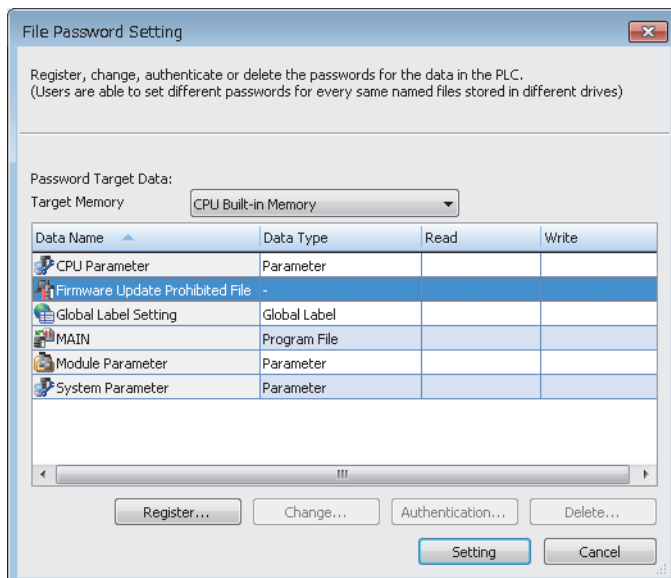 File Password Setting
Register, change, authenticate or delete the passwords for the data in the PLC.
(Users are able to set different passwords for every same named files stored in different drives)
Password Target Data:
Target Memory CPU Built-in Memory
Data Name Data Type Read Write
CPU Parameter Parameter
Firmware Update Prohibited File -
Global Label Setting Global Label
MAIN Program File
Module Parameter Parameter
System Parameter Parameter
Register... Change... Authentication... Delete...
Setting Cancel